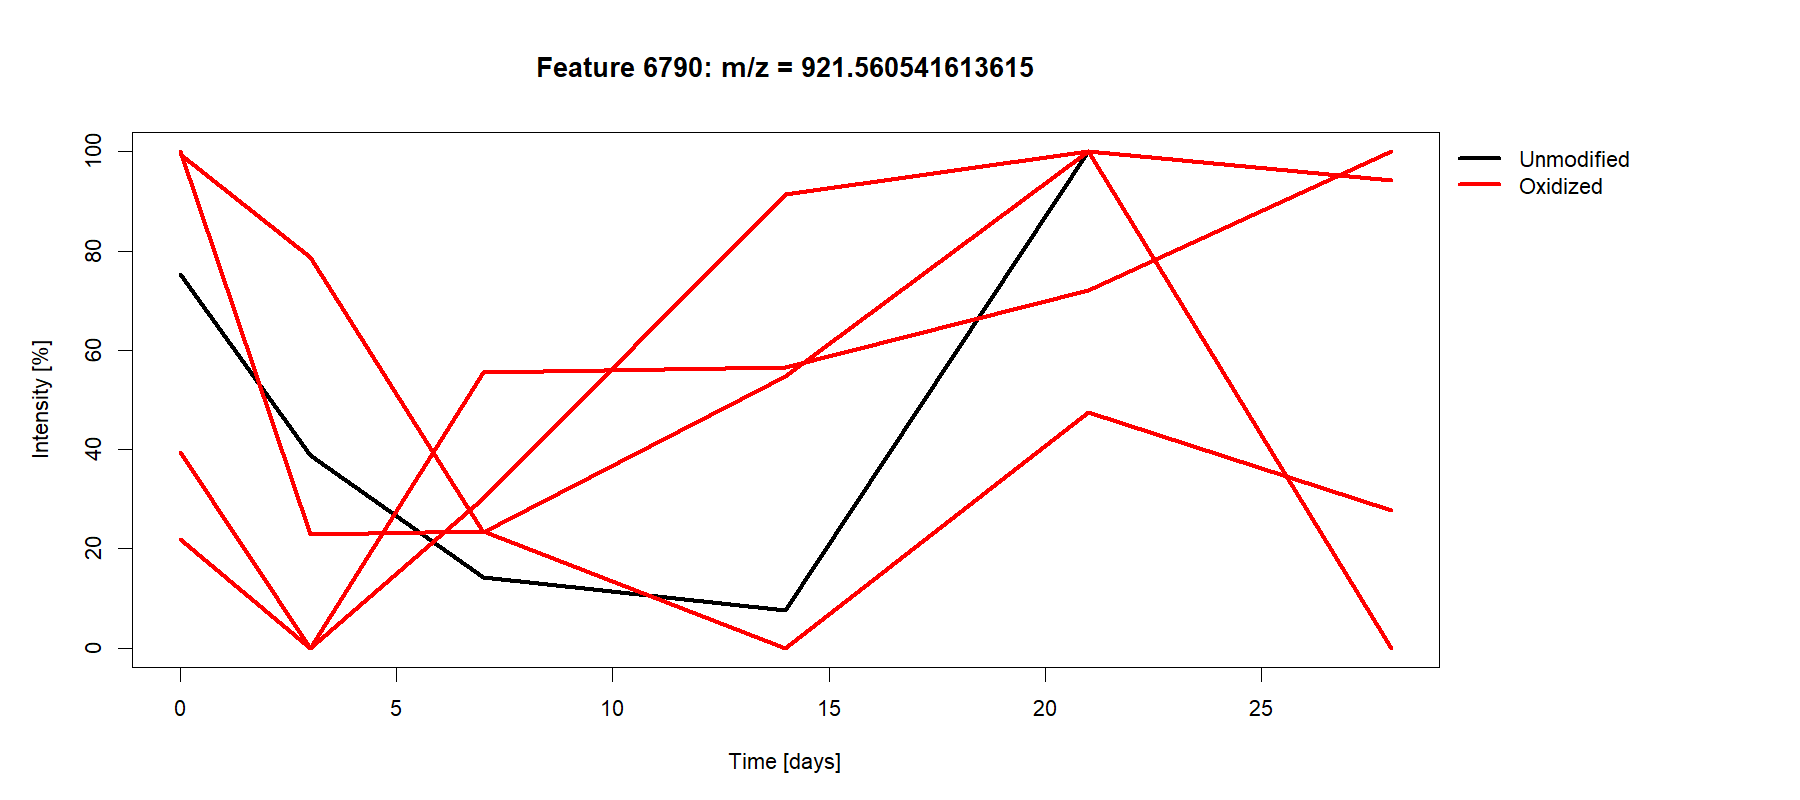 Feature 6790: m/z = 921.560541613615
Unmodified
Oxidized
Intensity [%]
100
80
60
40
20
0
0 5 10 15 20 25
Time [days]